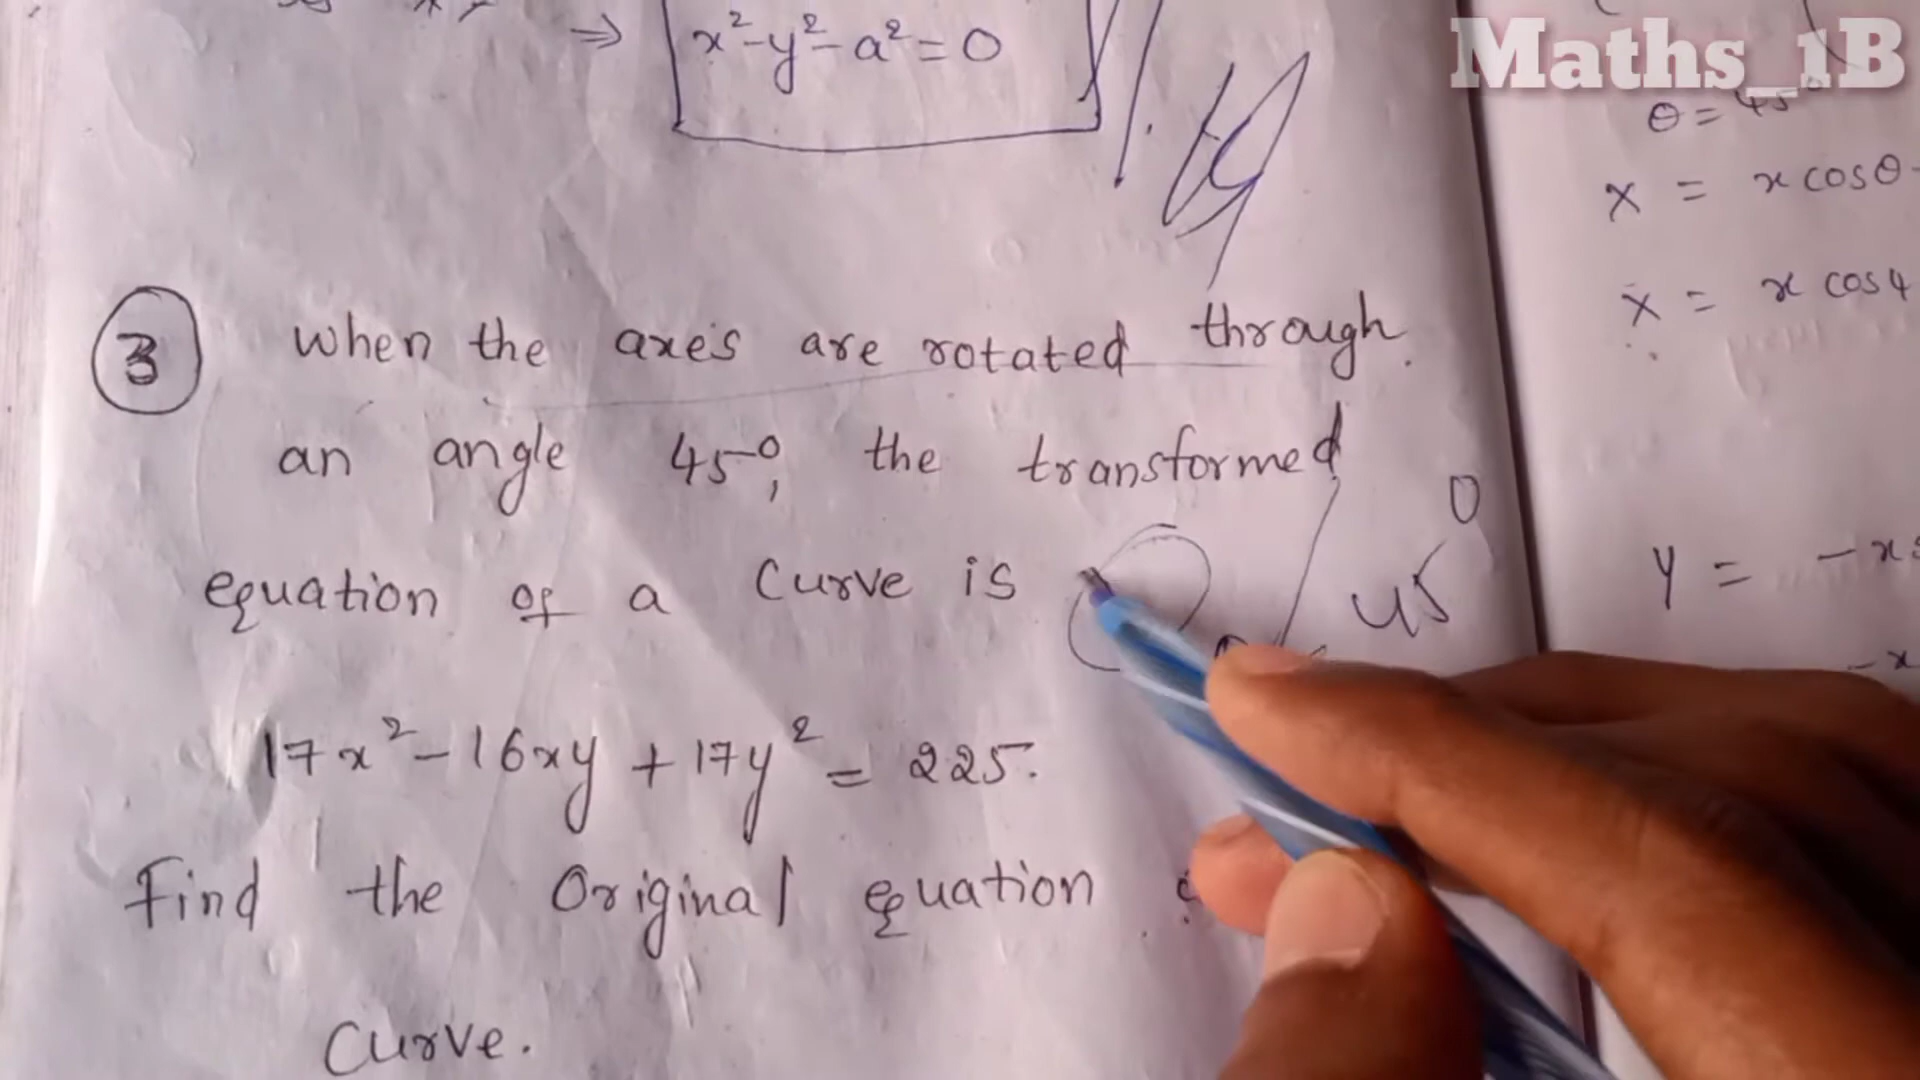 ⇒ x²-y²-a²=0
Maths_1B
θ = 45°
x = x cosθ
x = x cos4
3 When the axes are rotated through
an angle 45°, the transformed
equation of a Curve is
45°
y = -x
-x
17x²-16xy+17y² = 225.
Find the Original equation
Curve.